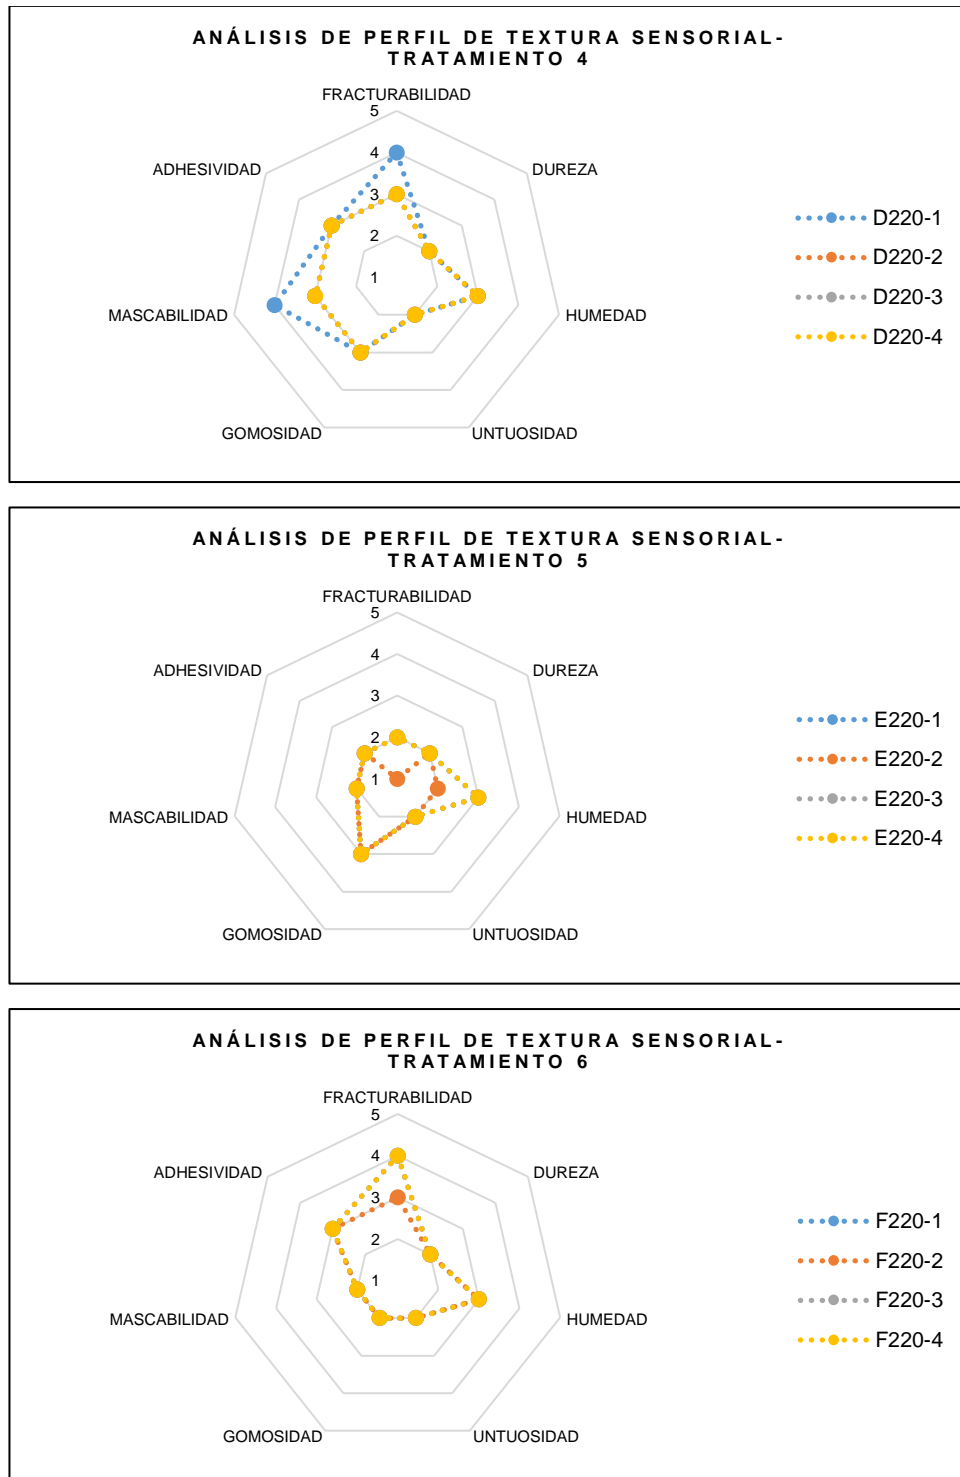 ANÁLISIS DE PERFIL DE TEXTURA SENSORIAL-
TRATAMIENTO 4
FRACTURABILIDAD
5
4
3
2
1
DUREZA
HUMEDAD
UNTUOSIDAD
GOMOSIDAD
MASCABILIDAD
ADHESIVIDAD
D220-1
D220-2
D220-3
D220-4
ANÁLISIS DE PERFIL DE TEXTURA SENSORIAL-
TRATAMIENTO 5
FRACTURABILIDAD
5
4
3
2
1
DUREZA
HUMEDAD
UNTUOSIDAD
GOMOSIDAD
MASCABILIDAD
ADHESIVIDAD
E220-1
E220-2
E220-3
E220-4
ANÁLISIS DE PERFIL DE TEXTURA SENSORIAL-
TRATAMIENTO 6
FRACTURABILIDAD
5
4
3
2
1
DUREZA
HUMEDAD
UNTUOSIDAD
GOMOSIDAD
MASCABILIDAD
ADHESIVIDAD
F220-1
F220-2
F220-3
F220-4